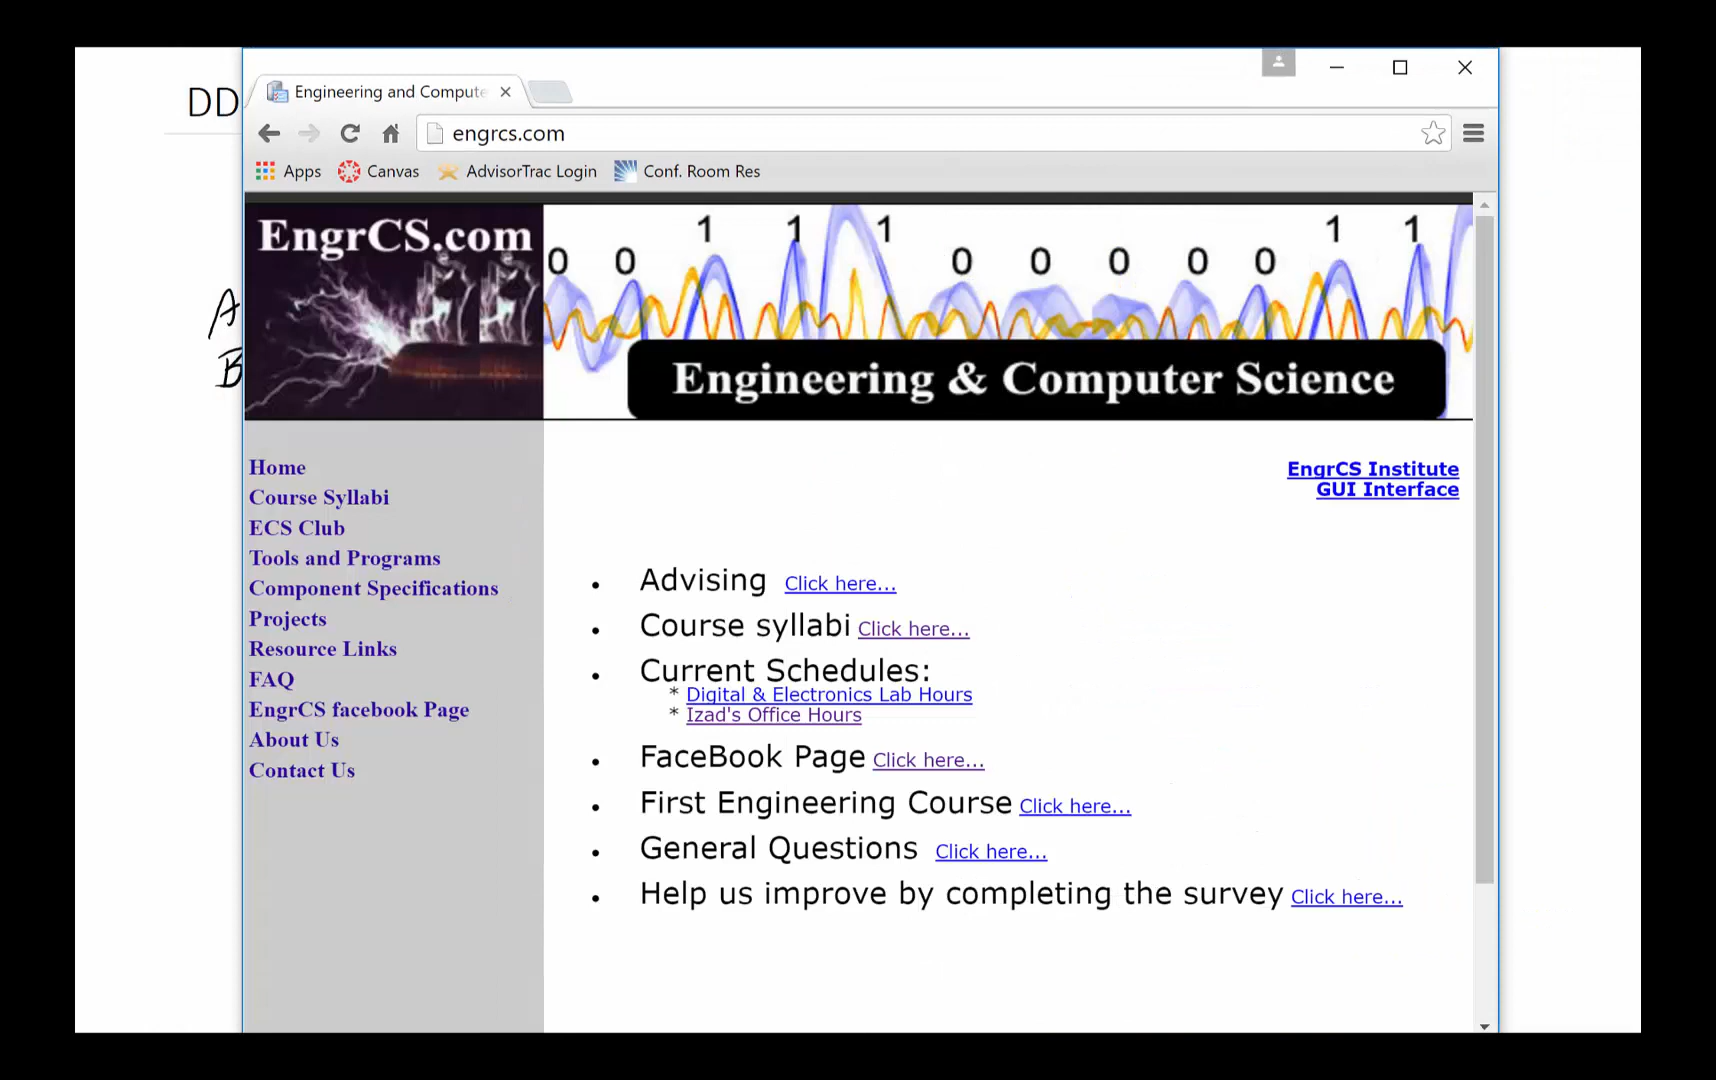 DD
A
B
Engineering and Compute
engrcs.com
Apps Canvas AdvisorTrac Login Conf. Room Res
EngrCS.com
0 0 1 1 1 0 0 0 0 0 1 1
Engineering & Computer Science
Home
Course Syllabi
ECS Club
Tools and Programs
Component Specifications
Projects
Resource Links
FAQ
EngrCS facebook Page
About Us
Contact Us
EngrCS Institute
GUI Interface
• Advising Click here...
• Course syllabi Click here...
• Current Schedules:
* Digital & Electronics Lab Hours
* Izad's Office Hours
• FaceBook Page Click here...
• First Engineering Course Click here...
• General Questions Click here...
• Help us improve by completing the survey Click here...